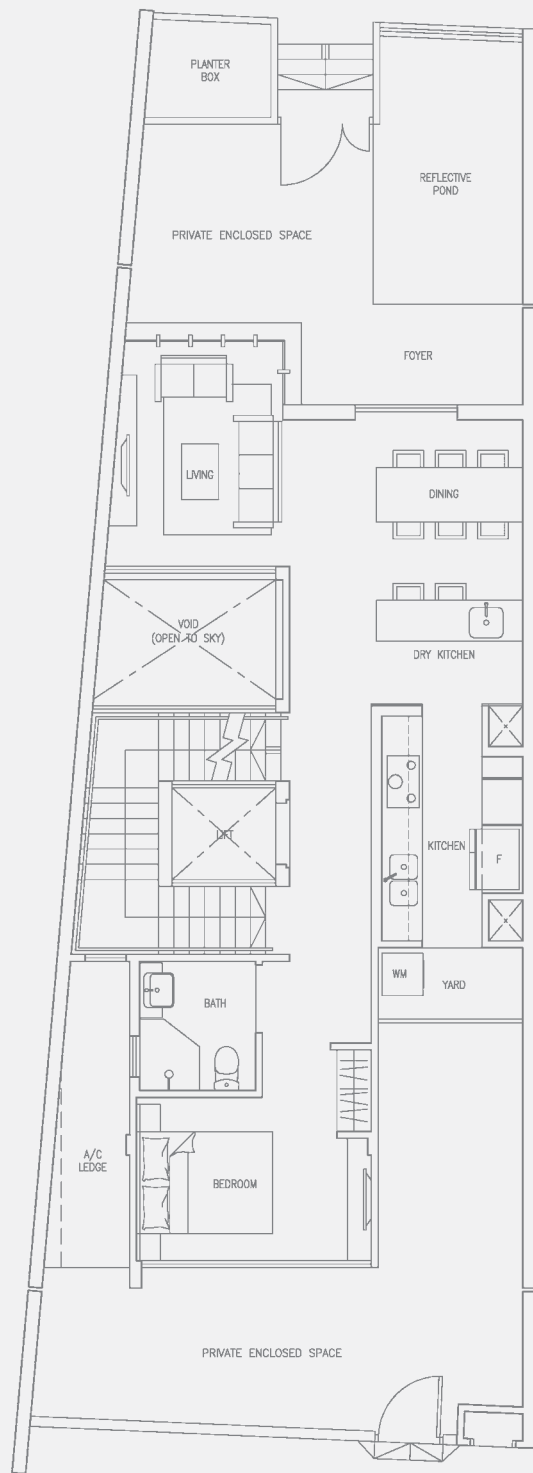 PLANTER
BOX
REFLECTIVE
POND
PRIVATE ENCLOSED SPACE
FOYER
LIVING
DINING
VOID
(OPEN TO SKY)
DRY KITCHEN
LIFT
KITCHEN
F
WM
YARD
BATH
A/C
LEDGE
BEDROOM
PRIVATE ENCLOSED SPACE